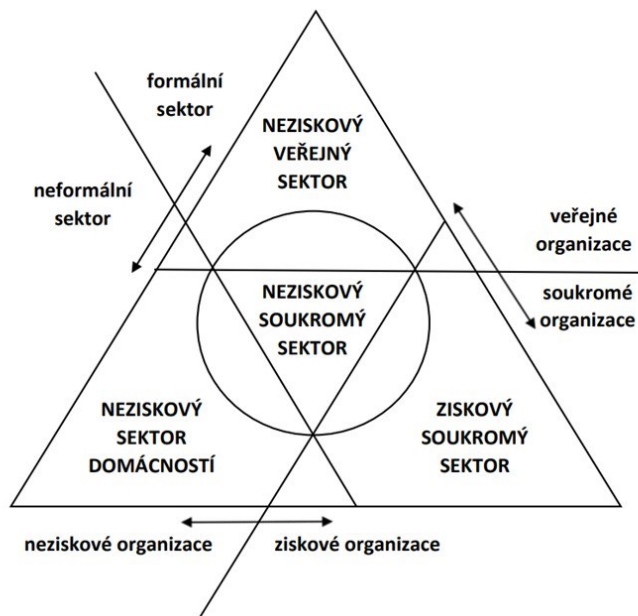 formální
sektor
NEZISKOVÝ
VEŘEJNÝ
SEKTOR
neformální
sektor
veřejné
organizace
soukromé
organizace
NEZISKOVÝ
SOUKROMÝ
SEKTOR
NEZISKOVÝ
SEKTOR
DOMÁCNOSTÍ
ZISKOVÝ
SOUKROMÝ
SEKTOR
neziskové organizace
ziskové organizace